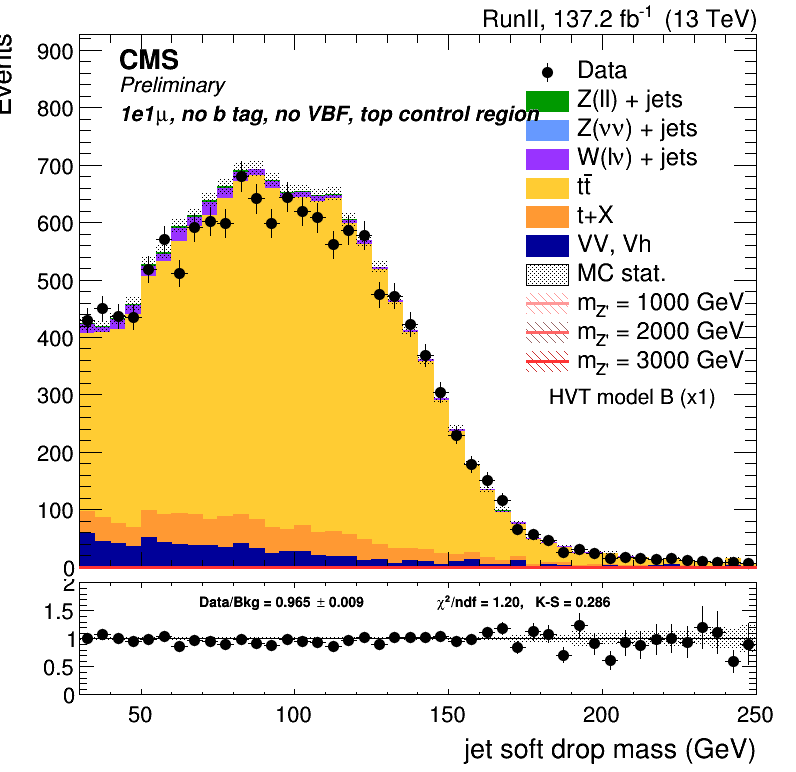 RunII, 137.2 fb⁻¹ (13 TeV)
Events
900
800
700
600
500
400
300
200
100
0
CMS
Preliminary
1e1μ, no b tag, no VBF, top control region
Data
Z(ll) + jets
Z(νν) + jets
W(lν) + jets
tt̄
t+X
VV, Vh
MC stat.
m_Z' = 1000 GeV
m_Z' = 2000 GeV
m_Z' = 3000 GeV
HVT model B (x1)
2
1.5
1
0.5
0
Data/Bkg = 0.965 ± 0.009 χ²/ndf = 1.20, K-S = 0.286
50 100 150 200 250
jet soft drop mass (GeV)